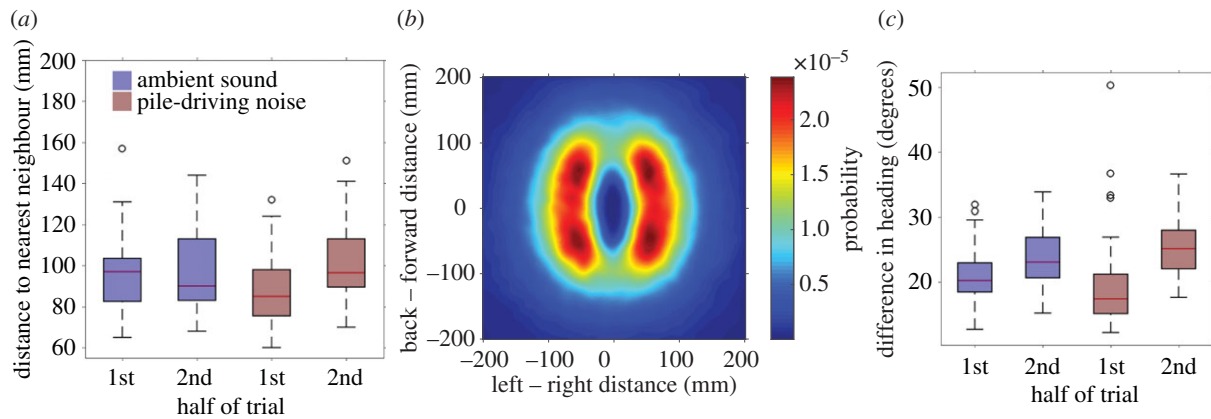 (a)
distance to nearest neighbour (mm)
200
180
160
140
120
100
80
60
ambient sound
pile-driving noise
1st 2nd 1st 2nd
half of trial
(b)
back – forward distance (mm)
200
100
0
−100
−200
−200 −100 0 100 200
left – right distance (mm)
×10⁻⁵
2.0
1.5
1.0
0.5
probability
(c)
difference in heading (degrees)
50
40
30
20
1st 2nd 1st 2nd
half of trial